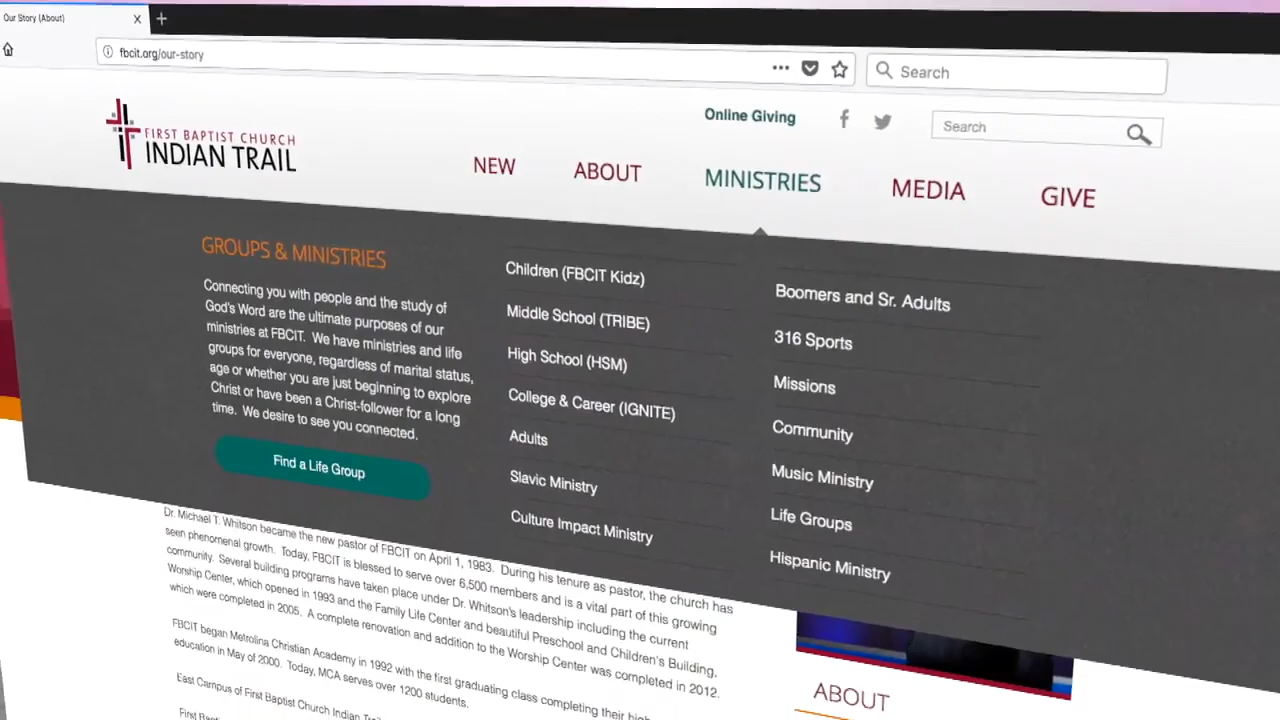 Our Story (About)
fbcit.org/our-story
Search
Online Giving
Search
FIRST BAPTIST CHURCH
INDIAN TRAIL
NEW
ABOUT
MINISTRIES
MEDIA
GIVE
GROUPS & MINISTRIES
Connecting you with people and the study of
God's Word are the ultimate purposes of our
ministries at FBCIT. We have ministries and life
groups for everyone, regardless of marital status,
age or whether you are just beginning to explore
Christ or have been a Christ-follower for a long
time. We desire to see you connected.
Find a Life Group
Children (FBCIT Kidz)
Middle School (TRIBE)
High School (HSM)
College & Career (IGNITE)
Adults
Slavic Ministry
Culture Impact Ministry
Boomers and Sr. Adults
316 Sports
Missions
Community
Music Ministry
Life Groups
Hispanic Ministry
Dr. Michael T. Whitson became the new pastor of FBCIT on April 1, 1983. During his tenure as pastor, the church has
seen phenomenal growth. Today, FBCIT is blessed to serve over 6,500 members and is a vital part of this growing
community. Several building programs have taken place under Dr. Whitson's leadership including the current
Worship Center, which opened in 1993 and the Family Life Center and beautiful Preschool and Children's Building,
which were completed in 2005. A complete renovation and addition to the Worship Center was completed in 2012.
FBCIT began Metrolina Christian Academy in 1992 with the first graduating class completing their high
education in May of 2000. Today, MCA serves over 1200 students.
East Campus of First Baptist Church Indian
First
ABOUT